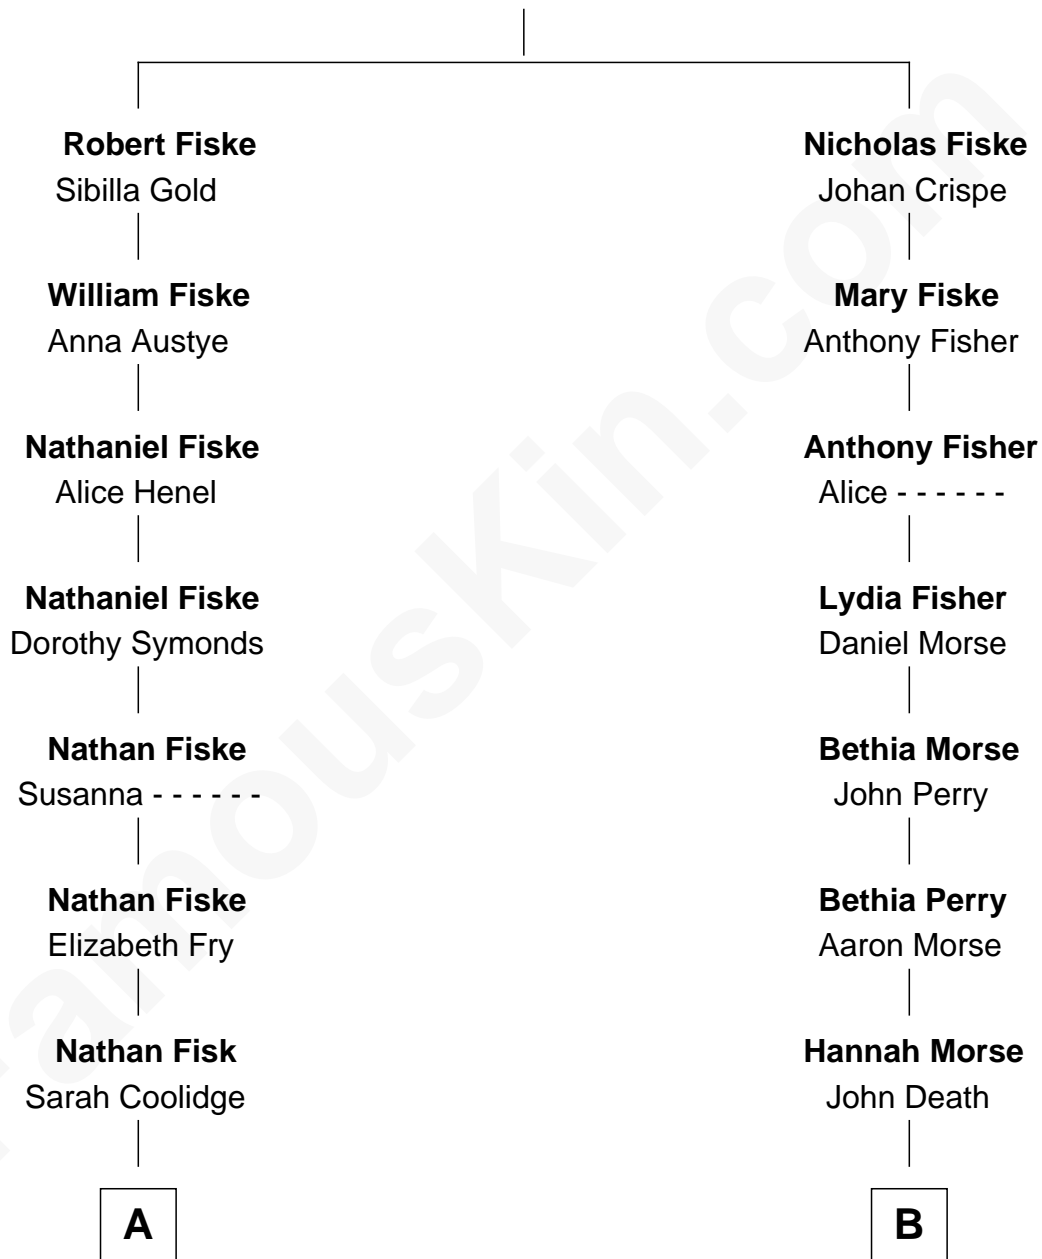 Robert Fiske
Sibilla Gold
William Fiske
Anna Austye
Nathaniel Fiske
Alice Henel
Nathaniel Fiske
Dorothy Symonds
Nathan Fiske
Susanna - - - - - -
Nathan Fiske
Elizabeth Fry
Nathan Fisk
Sarah Coolidge
A
Nicholas Fiske
Johan Crispe
Mary Fiske
Anthony Fisher
Anthony Fisher
Alice - - - - - -
Lydia Fisher
Daniel Morse
Bethia Morse
John Perry
Bethia Perry
Aaron Morse
Hannah Morse
John Death
B
FamousKin.com